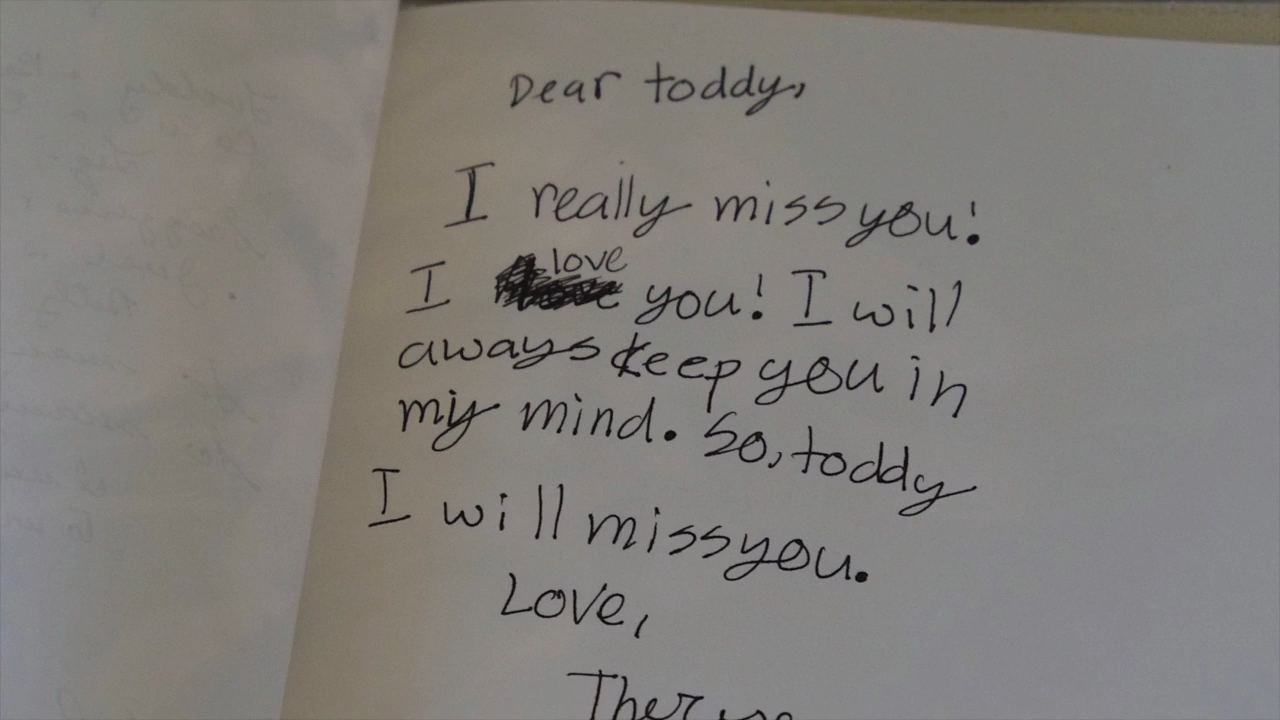 Dear toddy,
I really miss you!
I love you! I will
aways keep you in
my mind. So, toddy
I will miss you.
Love,